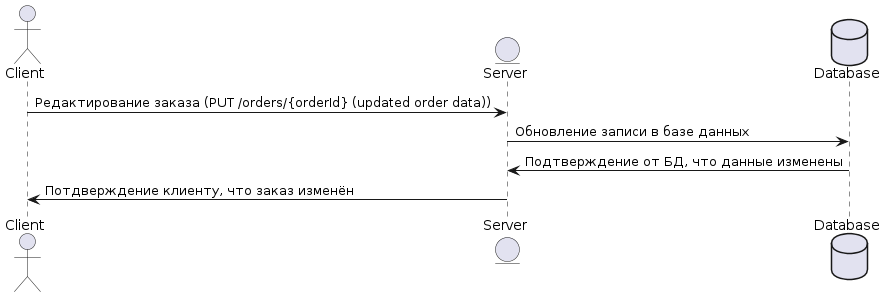 Client
Server
Database
Редактирование заказа (PUT /orders/{orderId} (updated order data))
Обновление записи в базе данных
Подтверждение от БД, что данные изменены
Потдверждение клиенту, что заказ изменён
Client
Server
Database